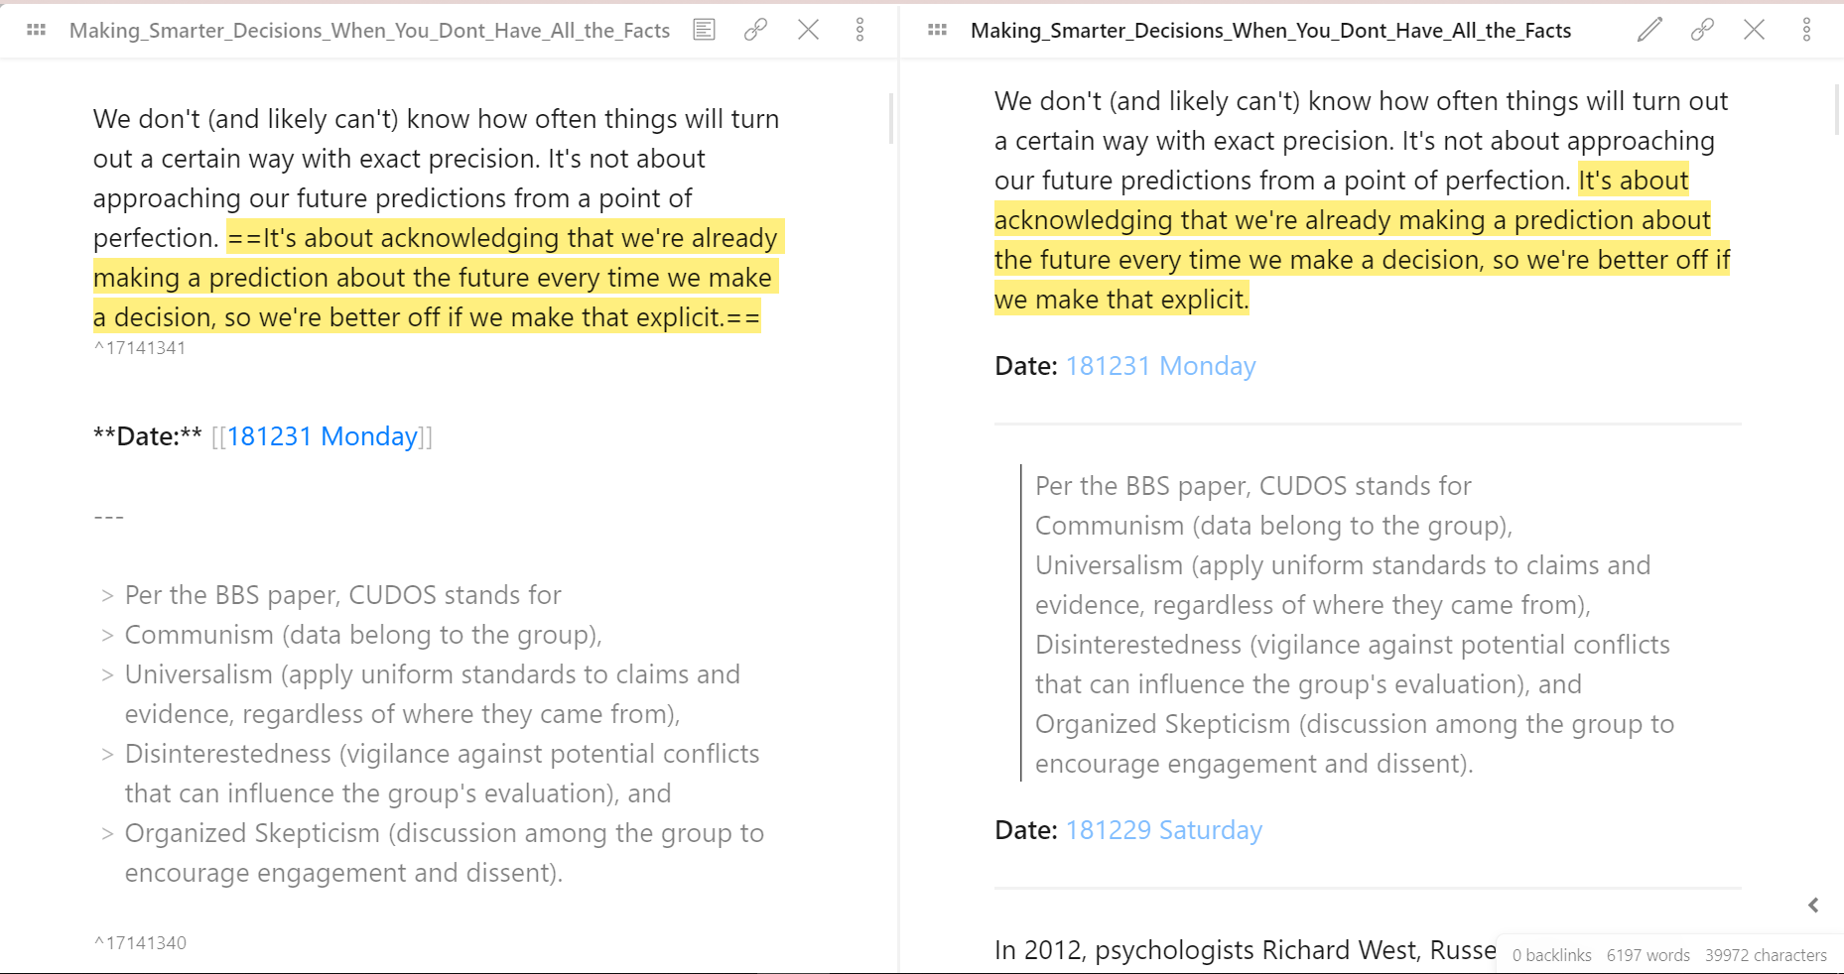 Making_Smarter_Decisions_When_You_Dont_Have_All_the_Facts
We don't (and likely can't) know how often things will turn
out a certain way with exact precision. It's not about
approaching our future predictions from a point of
perfection. ==It's about acknowledging that we're already
making a prediction about the future every time we make
a decision, so we're better off if we make that explicit.==
^17141341
**Date:** [[181231 Monday]]
---
> Per the BBS paper, CUDOS stands for
> Communism (data belong to the group),
> Universalism (apply uniform standards to claims and
evidence, regardless of where they came from),
> Disinterestedness (vigilance against potential conflicts
that can influence the group's evaluation), and
> Organized Skepticism (discussion among the group to
encourage engagement and dissent).
^17141340
Making_Smarter_Decisions_When_You_Dont_Have_All_the_Facts
We don't (and likely can't) know how often things will turn out
a certain way with exact precision. It's not about approaching
our future predictions from a point of perfection. It's about
acknowledging that we're already making a prediction about
the future every time we make a decision, so we're better off if
we make that explicit.
Date: 181231 Monday
Per the BBS paper, CUDOS stands for
Communism (data belong to the group),
Universalism (apply uniform standards to claims and
evidence, regardless of where they came from),
Disinterestedness (vigilance against potential conflicts
that can influence the group's evaluation), and
Organized Skepticism (discussion among the group to
encourage engagement and dissent).
Date: 181229 Saturday
In 2012, psychologists Richard West, Russe
0 backlinks 6197 words 39972 characters